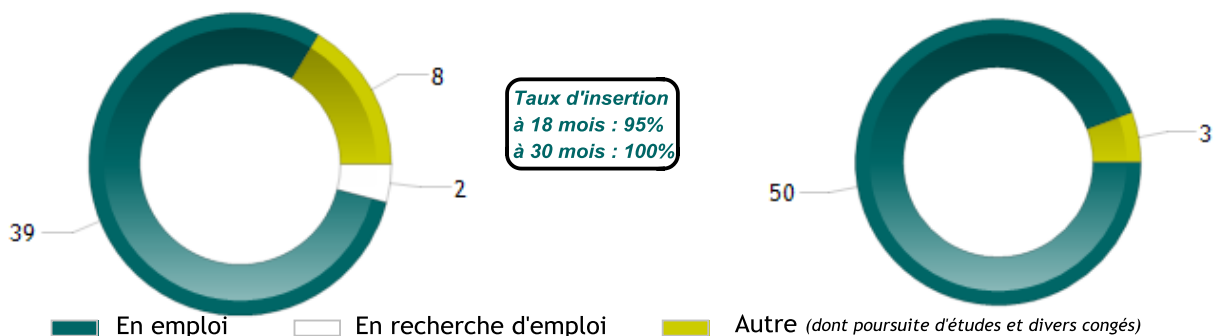 8
Taux d'insertion
à 18 mois : 95%
à 30 mois : 100%
3
2
50
39
En emploi
En recherche d'emploi
Autre (dont poursuite d'études et divers congés)